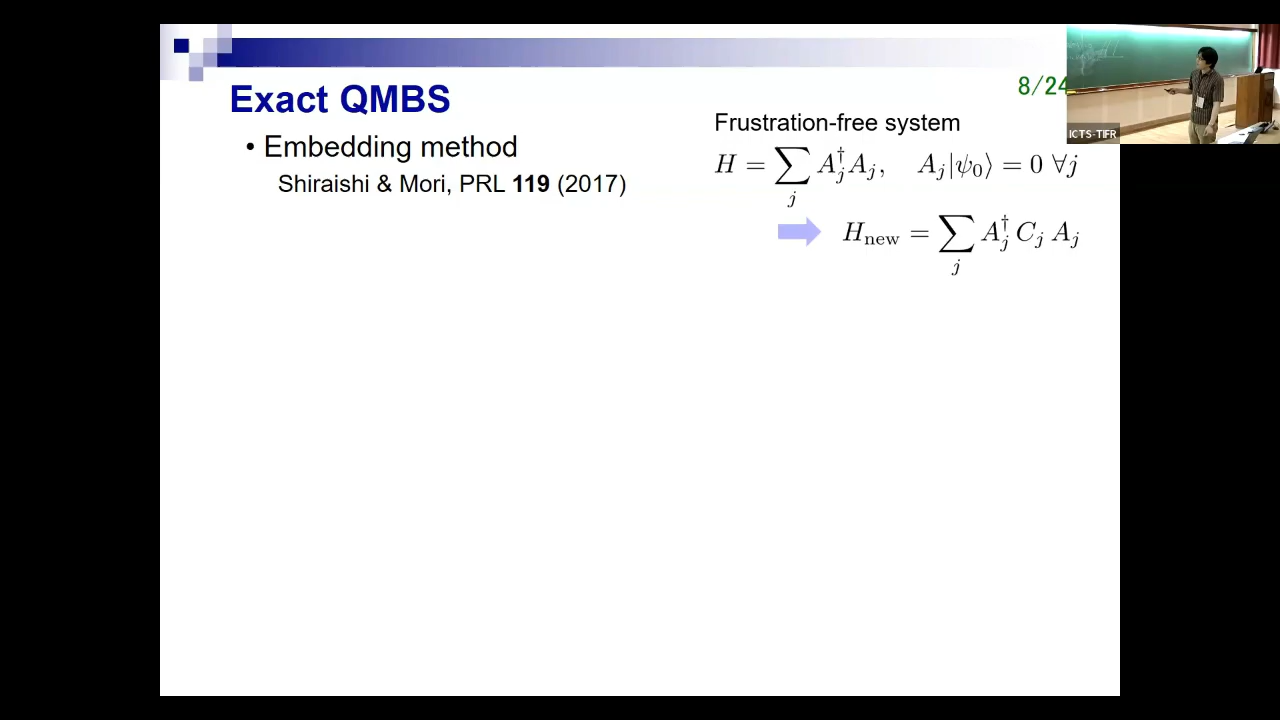 Exact QMBS
8/24
• Embedding method
Shiraishi & Mori, PRL 119 (2017)
Frustration-free system
H = ∑_j A_j^† A_j,   A_j|ψ_0⟩ = 0 ∀j
H_new = ∑_j A_j^† C_j A_j
ICTS-TIFR